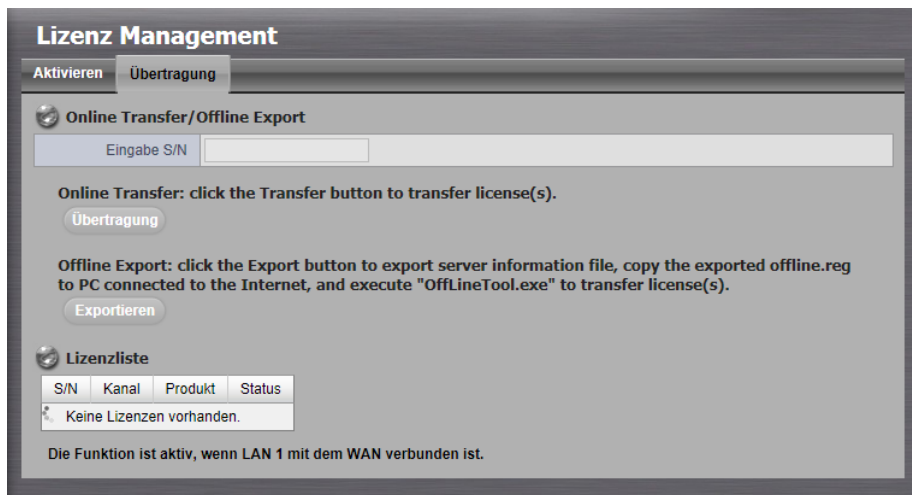 Lizenz Management
Aktivieren Übertragung
Online Transfer/Offline Export
Eingabe S/N
Online Transfer: click the Transfer button to transfer license(s).
Übertragung
Offline Export: click the Export button to export server information file, copy the exported offline.reg
to PC connected to the Internet, and execute "OffLineTool.exe" to transfer license(s).
Exportieren
Lizenzliste
S/N Kanal Produkt Status
Keine Lizenzen vorhanden.
Die Funktion ist aktiv, wenn LAN 1 mit dem WAN verbunden ist.